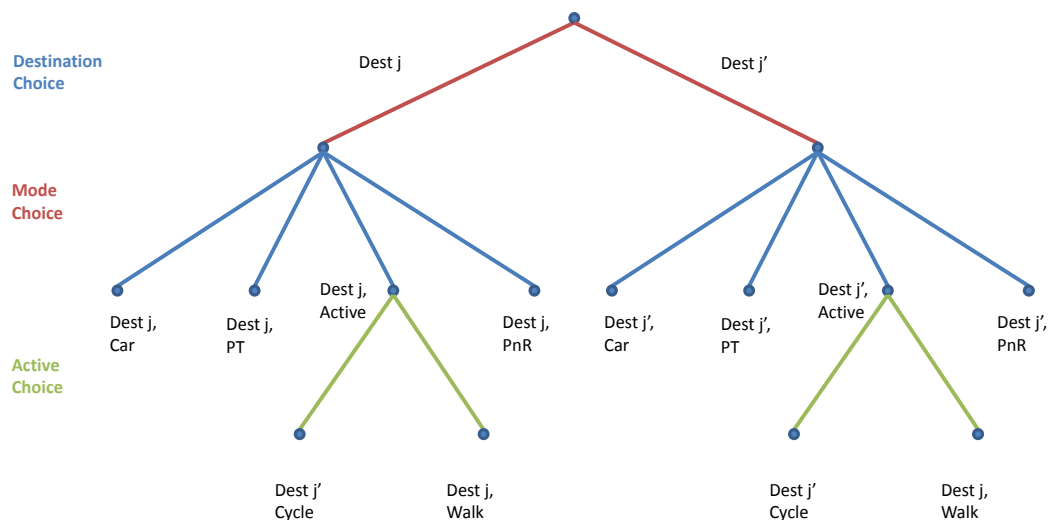 Destination
Choice
Dest j
Dest j’
Mode
Choice
Dest j,
Car
Dest j,
PT
Dest j,
Active
Dest j,
PnR
Dest j’,
Car
Dest j’,
PT
Dest j’,
Active
Dest j’,
PnR
Active
Choice
Dest j’
Cycle
Dest j,
Walk
Dest j’
Cycle
Dest j,
Walk